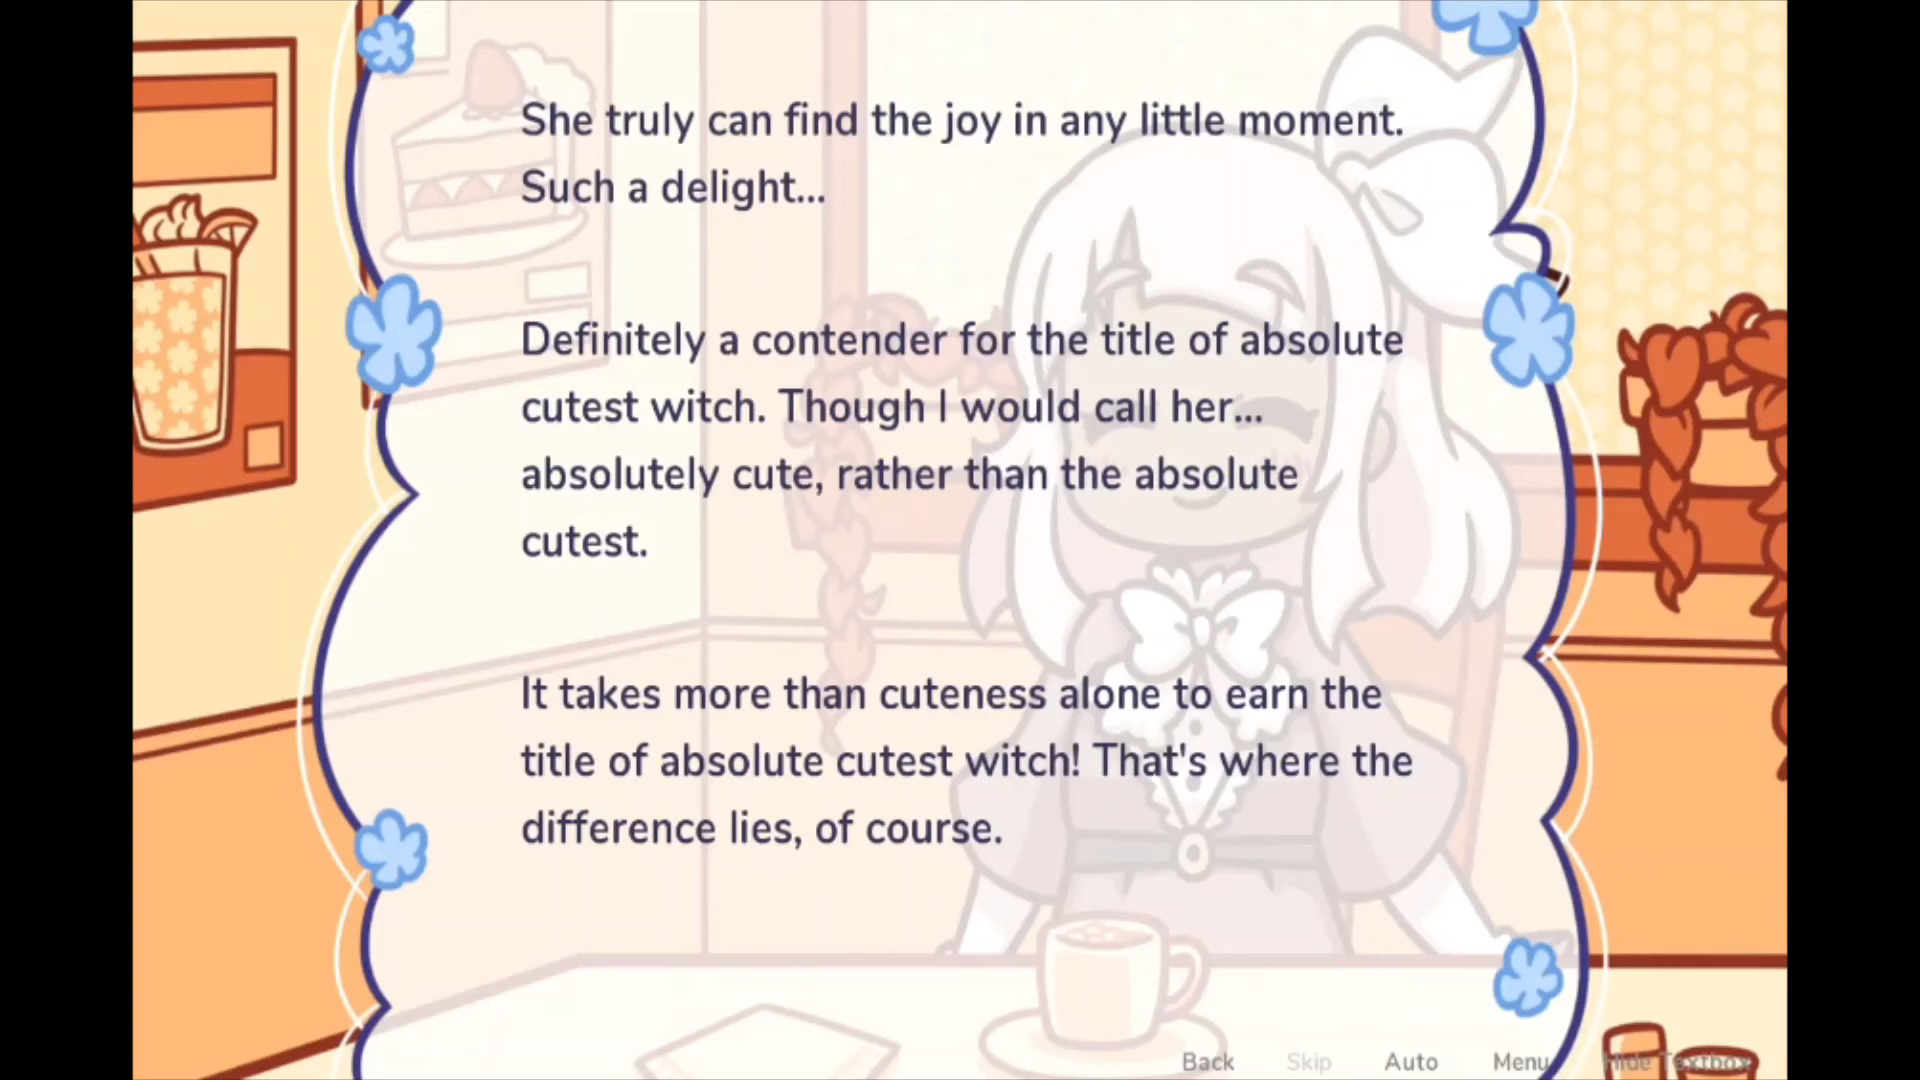 She truly can find the joy in any little moment.
Such a delight...
Definitely a contender for the title of absolute
cutest witch. Though I would call her...
absolutely cute, rather than the absolute
cutest.
It takes more than cuteness alone to earn the
title of absolute cutest witch! That's where the
difference lies, of course.
Back Skip Auto Menu Hide Textbox